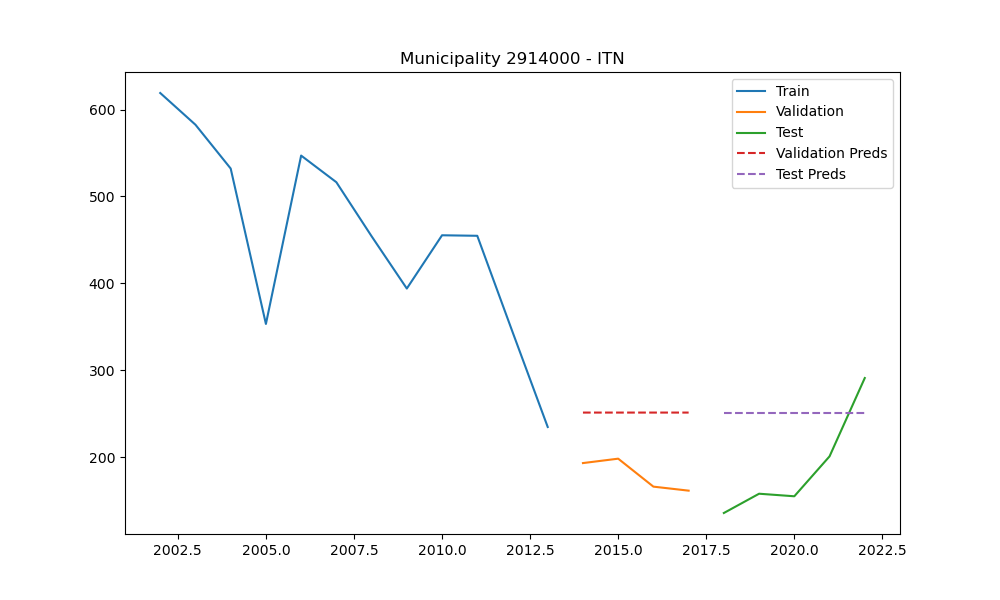 Municipality 2914000 - ITN
Train
Validation
Test
Validation Preds
Test Preds
600
500
400
300
200
2002.5 2005.0 2007.5 2010.0 2012.5 2015.0 2017.5 2020.0 2022.5